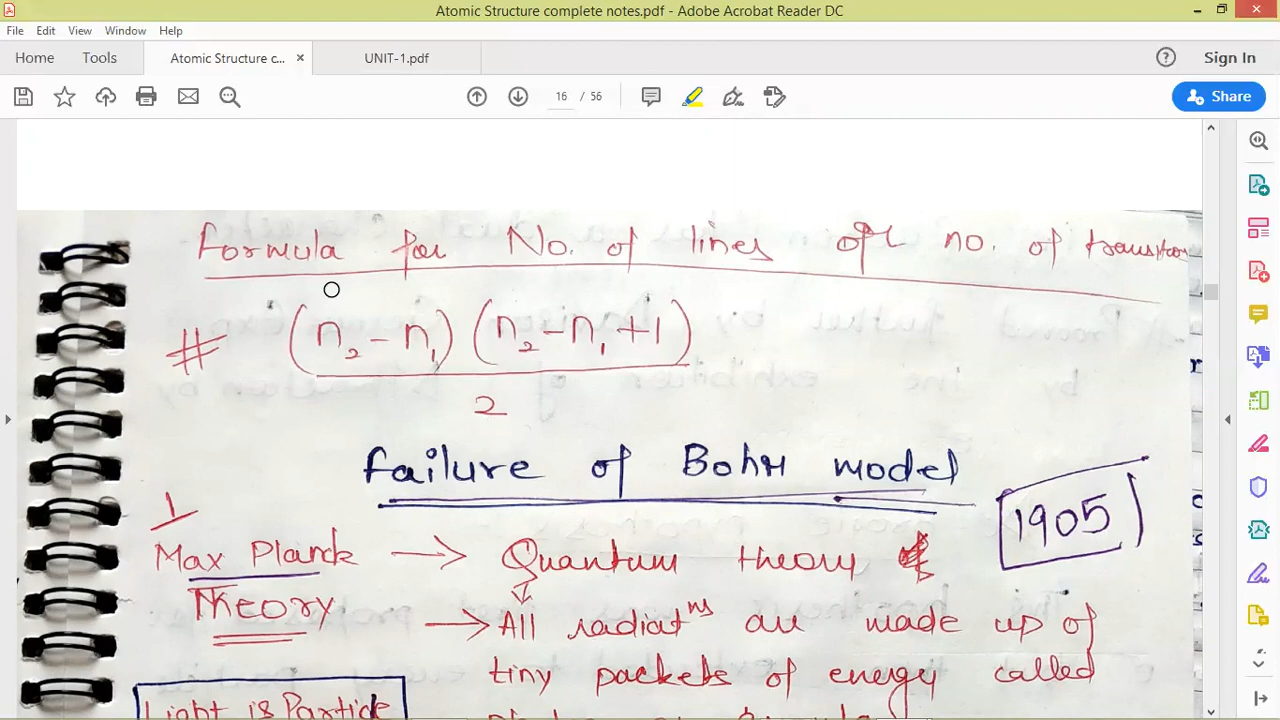 Atomic Structure complete notes.pdf - Adobe Acrobat Reader DC
File Edit View Window Help
Home Tools Atomic Structure c... × UNIT-1.pdf Sign In
16 / 56 Share
Formula for No. of lines or no. of transition
# (n₂ - n₁) (n₂ - n₁ + 1)
2
Failure of Bohr model
1905
1
Max Planck → Quantum theory
Theory
→ All radiatns are made up of
tiny packets of energy called
Light is Particle